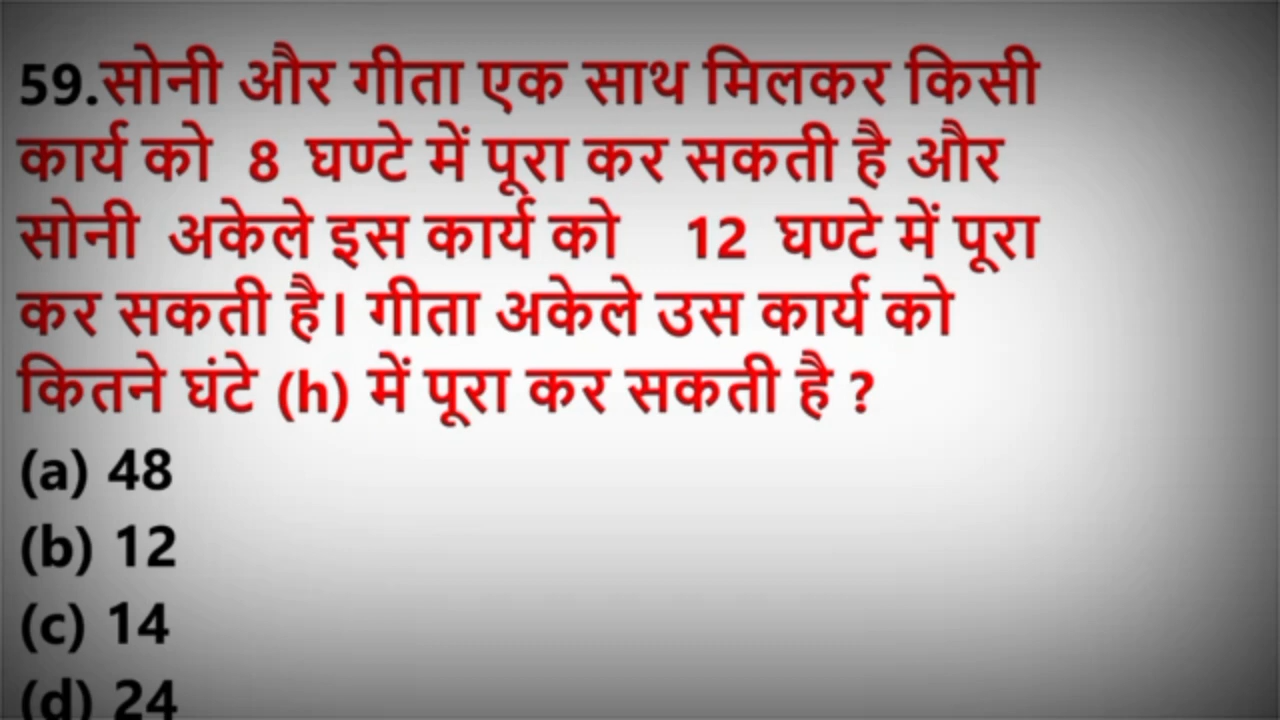 59.सोनी और गीता एक साथ मिलकर किसी
कार्य को 8 घण्टे में पूरा कर सकती है और
सोनी अकेले इस कार्य को 12 घण्टे में पूरा
कर सकती है। गीता अकेले उस कार्य को
कितने घंटे (h) में पूरा कर सकती है ?
(a) 48
(b) 12
(c) 14
(d) 24